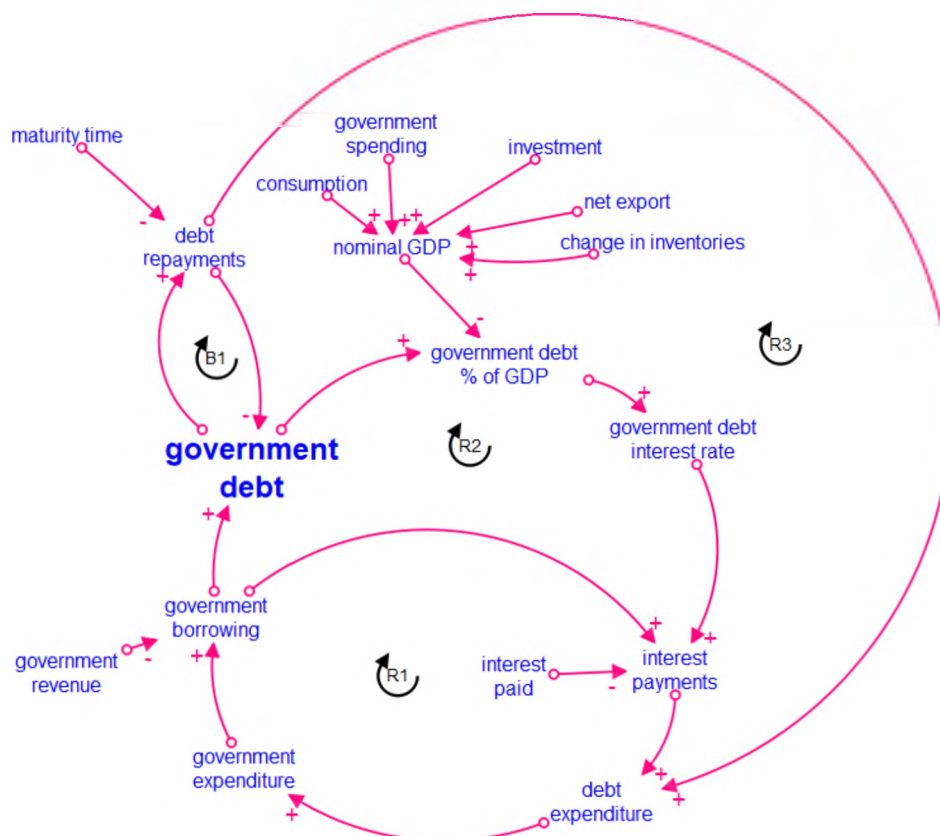 government
spending
maturity time
investment
consumption
net export
debt
repayments
nominal GDP
change in inventories
-
+
+
+
+
+
+
-
B1
R3
+
government debt
% of GDP
+
-
government debt
interest rate
R2
government
debt
+
government
borrowing
+
+
government
revenue
-
+
R1
interest
paid
-
interest
payments
government
expenditure
+
+
+
debt
expenditure